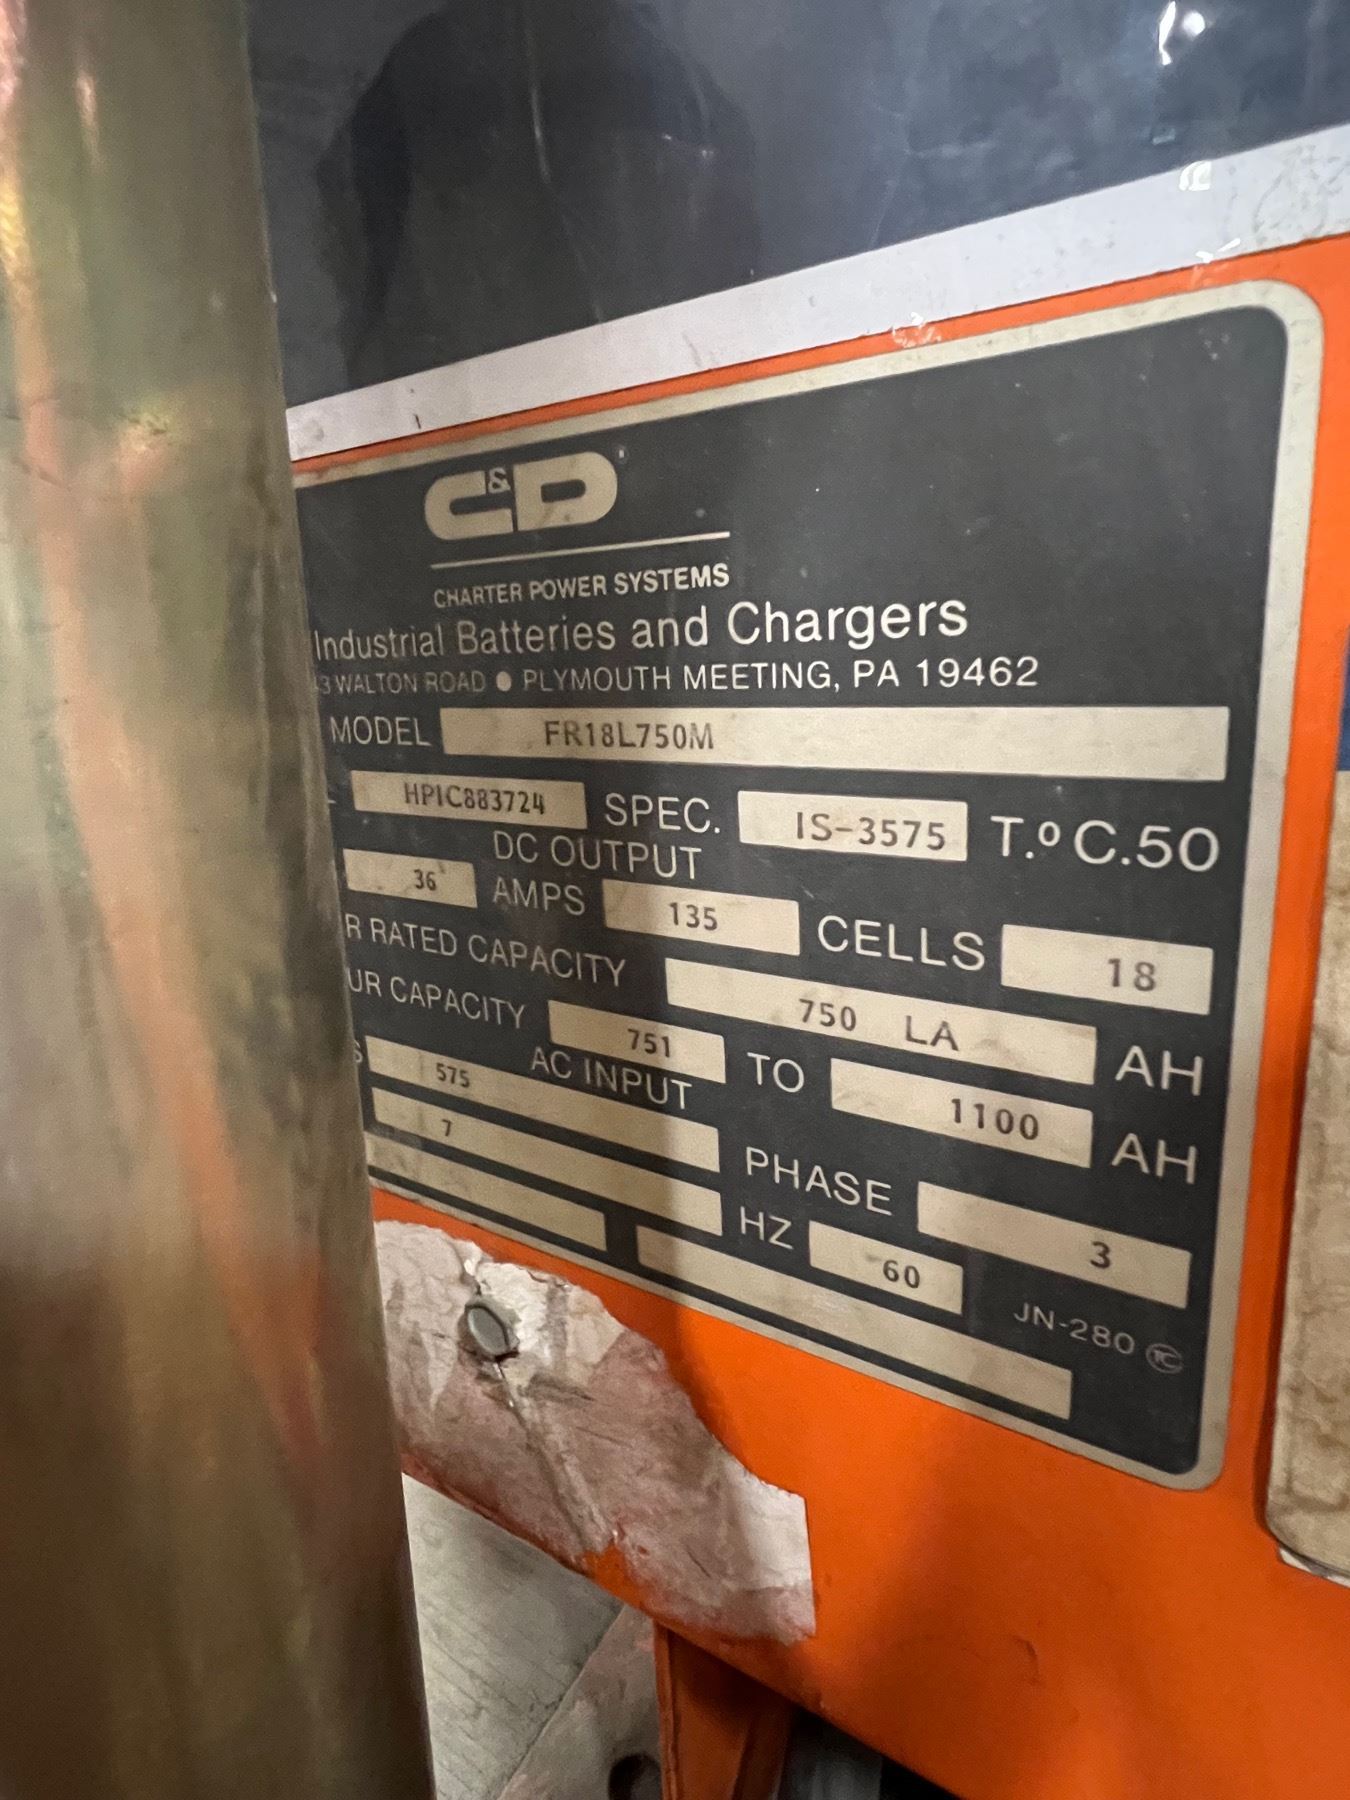 C&D
CHARTER POWER SYSTEMS
Industrial Batteries and Chargers
3 WALTON ROAD ● PLYMOUTH MEETING, PA 19462
MODEL FR18L750M
HPIC883724 SPEC. IS-3575 T.º C.50
DC OUTPUT
36 AMPS 135 CELLS 18
R RATED CAPACITY 750 LA AH
UR CAPACITY 751 TO 1100 AH
AC INPUT
S 575 PHASE 3
7 HZ 60
JN-280